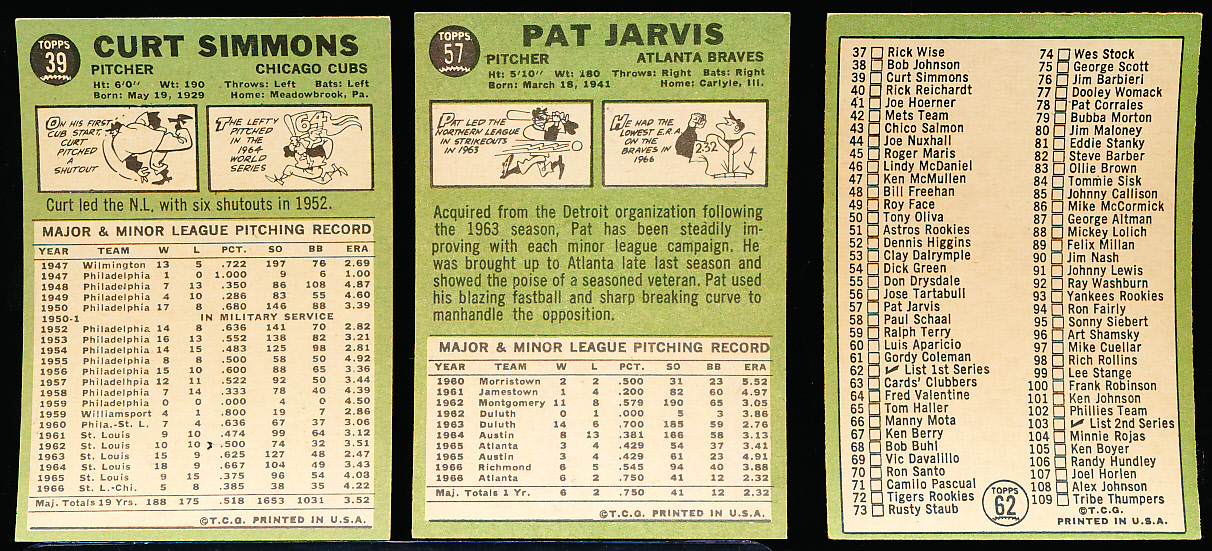 TOPPS
39
CURT SIMMONS
PITCHER CHICAGO CUBS
Ht: 6'0" Wt: 190 Throws: Left Bats: Left
Born: May 19, 1929 Home: Meadowbrook, Pa.
ON HIS FIRST
CUB START,
CURT
PITCHED
A
SHUTOUT
THE LEFTY
PITCHED
IN THE
1964
WORLD
SERIES
64
Curt led the N.L. with six shutouts in 1952.
MAJOR & MINOR LEAGUE PITCHING RECORD
YEAR TEAM W L PCT. SO BB ERA
1947 Wilmington 13 5 .722 197 76 2.69
1947 Philadelphia 1 0 1.000 9 6 1.00
1948 Philadelphia 7 13 .350 86 108 4.87
1949 Philadelphia 4 10 .286 83 55 4.60
1950 Philadelphia 17 8 .680 146 88 3.39
1950-1 IN MILITARY SERVICE
1952 Philadelphia 14 8 .636 141 70 2.82
1953 Philadelphia 16 13 .552 138 82 3.21
1954 Philadelphia 14 15 .483 125 98 2.81
1955 Philadelphia 8 8 .500 58 50 4.92
1956 Philadelphia 15 10 .600 88 65 3.36
1957 Philadelphia 12 11 .522 92 50 3.44
1958 Philadelphia 7 14 .333 78 40 4.39
1959 Philadelphia 0 0 .000 4 0 4.50
1959 Williamsport 4 1 .800 19 7 2.86
1960 Phila.-St. L. 7 4 .636 67 37 3.06
1961 St. Louis 9 10 .474 99 64 3.12
1962 St. Louis 10 10 .500 74 32 3.51
1963 St. Louis 15 9 .625 127 48 2.47
1964 St. Louis 18 9 .667 104 49 3.43
1965 St. Louis 9 15 .375 96 54 4.03
1966 St. L.-Chi. 5 8 .385 38 35 4.22
Maj. Totals 19 Yrs. 188 175 .518 1653 1031 3.52
©T.C.G. PRINTED IN U.S.A.
TOPPS
57
PAT JARVIS
PITCHER ATLANTA BRAVES
Ht: 5'10" Wt: 180 Throws: Right Bats: Right
Born: March 18, 1941 Home: Carlyle, Ill.
PAT LED THE
NORTHERN LEAGUE
IN STRIKEOUTS
IN 1963
HE HAD THE
LOWEST E.R.A.
ON THE
BRAVES IN
1966
2.32
Acquired from the Detroit organization following
the 1963 season, Pat has been steadily im-
proving with each minor league campaign. He
was brought up to Atlanta late last season and
showed the poise of a seasoned veteran. Pat used
his blazing fastball and sharp breaking curve to
manhandle the opposition.
MAJOR & MINOR LEAGUE PITCHING RECORD
YEAR TEAM W L PCT. SO BB ERA
1960 Morristown 2 2 .500 31 23 5.52
1961 Jamestown 1 4 .200 82 60 4.97
1962 Montgomery 11 8 .579 190 65 3.05
1962 Duluth 0 1 .000 5 3 3.86
1963 Duluth 14 6 .700 185 59 2.76
1964 Austin 8 13 .381 166 58 3.13
1965 Atlanta 3 4 .429 54 37 3.41
1965 Austin 3 4 .429 61 23 4.91
1966 Richmond 6 5 .545 94 40 3.88
1966 Atlanta 6 2 .750 41 12 2.32
Maj. Totals 1 Yr. 6 2 .750 41 12 2.32
©T.C.G. PRINTED IN U.S.A.
37 Rick Wise
38 Bob Johnson
39 Curt Simmons
40 Rick Reichardt
41 Joe Hoerner
42 Mets Team
43 Chico Salmon
44 Joe Nuxhall
45 Roger Maris
46 Lindy McDaniel
47 Ken McMullen
48 Bill Freehan
49 Roy Face
50 Tony Oliva
51 Astros Rookies
52 Dennis Higgins
53 Clay Dalrymple
54 Dick Green
55 Don Drysdale
56 Jose Tartabull
57 Pat Jarvis
58 Paul Schaal
59 Ralph Terry
60 Luis Aparicio
61 Gordy Coleman
62 ✓ List 1st Series
63 Cards' Clubbers
64 Fred Valentine
65 Tom Haller
66 Manny Mota
67 Ken Berry
68 Bob Buhl
69 Vic Davalillo
70 Ron Santo
71 Camilo Pascual
72 Tigers Rookies
73 Rusty Staub
74 Wes Stock
75 George Scott
76 Jim Barbieri
77 Dooley Womack
78 Pat Corrales
79 Bubba Morton
80 Jim Maloney
81 Eddie Stanky
82 Steve Barber
83 Ollie Brown
84 Tommie Sisk
85 Johnny Callison
86 Mike McCormick
87 George Altman
88 Mickey Lolich
89 Felix Millan
90 Jim Nash
91 Johnny Lewis
92 Ray Washburn
93 Yankees Rookies
94 Ron Fairly
95 Sonny Siebert
96 Art Shamsky
97 Mike Cuellar
98 Rich Rollins
99 Lee Stange
100 Frank Robinson
101 Ken Johnson
102 Phillies Team
103 ✓ List 2nd Series
104 Minnie Rojas
105 Ken Boyer
106 Randy Hundley
107 Joel Horlen
108 Alex Johnson
109 Tribe Thumpers
TOPPS
62
©T.C.G.
PRINTED IN U.S.A.